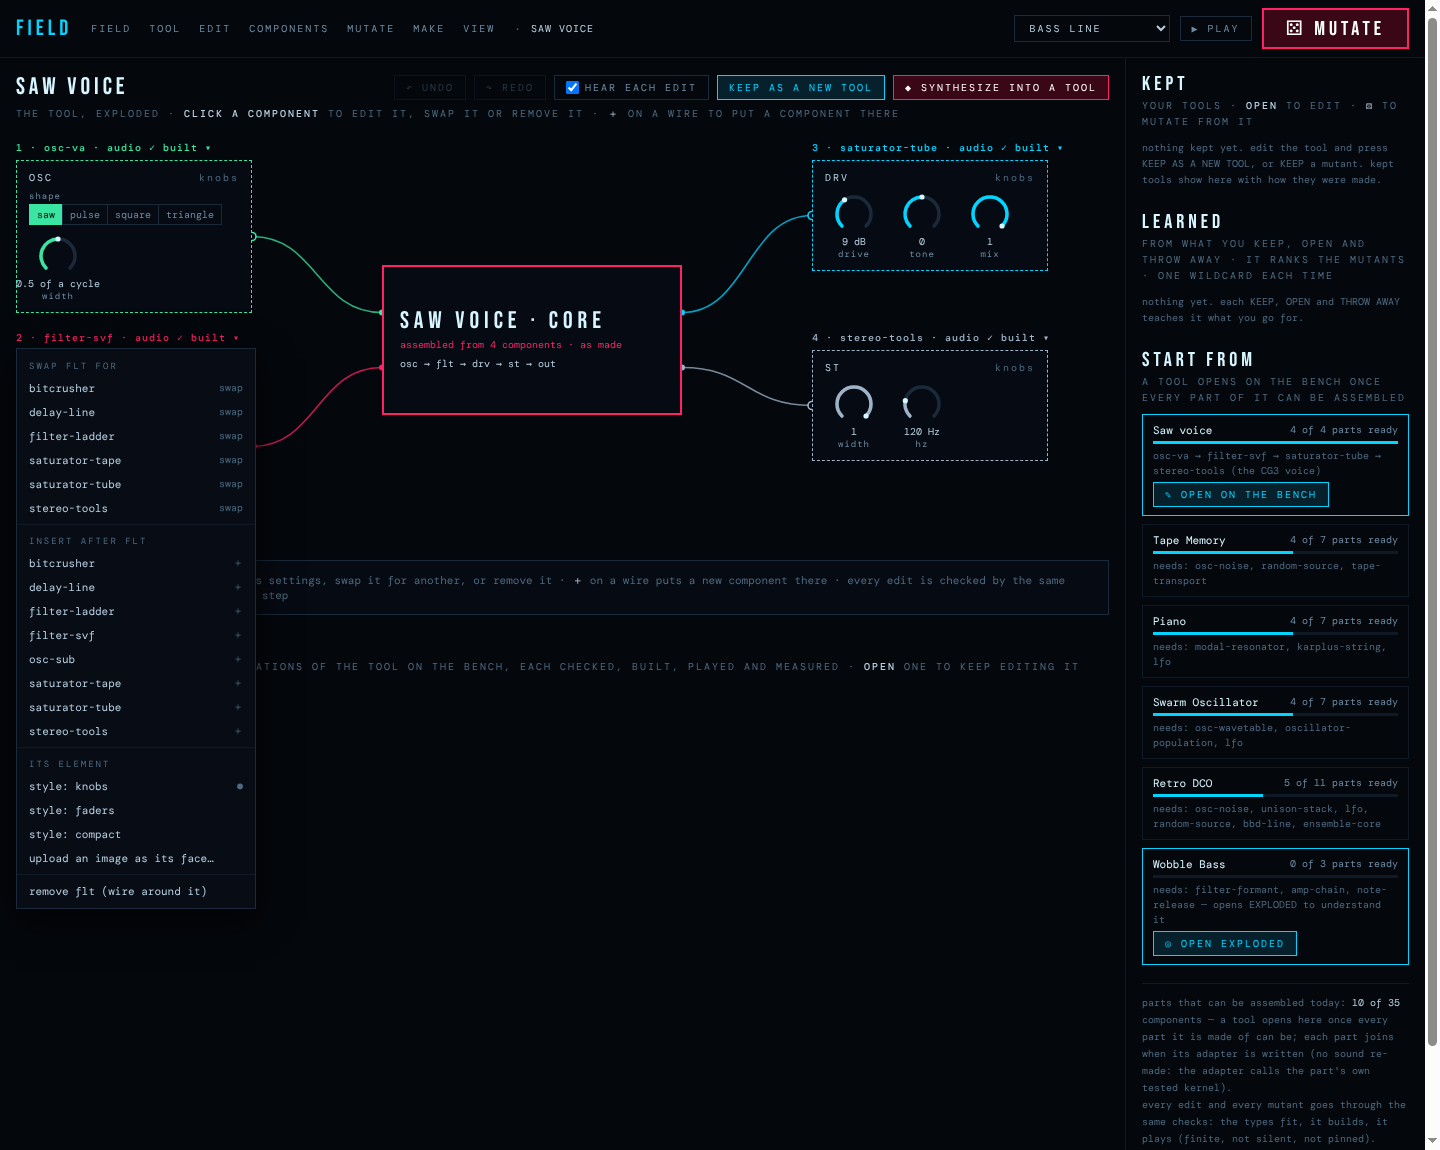 FIELD FIELD TOOL EDIT COMPONENTS MUTATE MAKE VIEW · SAW VOICE BASS LINE ▶ PLAY ⚄ MUTATE
SAW VOICE ↶ UNDO ↷ REDO HEAR EACH EDIT KEEP AS A NEW TOOL ◆ SYNTHESIZE INTO A TOOL
THE TOOL, EXPLODED · CLICK A COMPONENT TO EDIT IT, SWAP IT OR REMOVE IT · + ON A WIRE TO PUT A COMPONENT THERE
1 · osc-va · audio ✓ built ▾
OSC knobs
shape
saw pulse square triangle
0.5 of a cycle
width
2 · filter-svf · audio ✓ built ▾
SWAP FLT FOR
bitcrusher swap
delay-line swap
filter-ladder swap
saturator-tape swap
saturator-tube swap
stereo-tools swap
INSERT AFTER FLT
bitcrusher +
delay-line +
filter-ladder +
filter-svf +
osc-sub +
saturator-tape +
saturator-tube +
stereo-tools +
ITS ELEMENT
style: knobs
style: faders
style: compact
upload an image as its face…
remove flt (wire around it)
SAW VOICE · CORE
assembled from 4 components · as made
osc → flt → drv → st → out
3 · saturator-tube · audio ✓ built ▾
DRV knobs
9 dB 0 1
drive tone mix
4 · stereo-tools · audio ✓ built ▾
ST knobs
1 120 Hz
width hz
s settings, swap it for another, or remove it · + on a wire puts a new component there · every edit is checked by the same
step
ATIONS OF THE TOOL ON THE BENCH, EACH CHECKED, BUILT, PLAYED AND MEASURED · OPEN ONE TO KEEP EDITING IT
KEPT
YOUR TOOLS · OPEN TO EDIT · ⚄ TO
MUTATE FROM IT
nothing kept yet. edit the tool and press
KEEP AS A NEW TOOL, or KEEP a mutant. kept
tools show here with how they were made.
LEARNED
FROM WHAT YOU KEEP, OPEN AND
THROW AWAY · IT RANKS THE MUTANTS
· ONE WILDCARD EACH TIME
nothing yet. each KEEP, OPEN and THROW AWAY
teaches it what you go for.
START FROM
A TOOL OPENS ON THE BENCH ONCE
EVERY PART OF IT CAN BE ASSEMBLED
Saw voice 4 of 4 parts ready
osc-va → filter-svf → saturator-tube →
stereo-tools (the CG3 voice)
✎ OPEN ON THE BENCH
Tape Memory 4 of 7 parts ready
needs: osc-noise, random-source, tape-
transport
Piano 4 of 7 parts ready
needs: modal-resonator, karplus-string,
lfo
Swarm Oscillator 4 of 7 parts ready
needs: osc-wavetable, oscillator-
population, lfo
Retro DCO 5 of 11 parts ready
needs: osc-noise, unison-stack, lfo,
random-source, bbd-line, ensemble-core
Wobble Bass 0 of 3 parts ready
needs: filter-formant, amp-chain, note-
release — opens EXPLODED to understand
it
◎ OPEN EXPLODED
parts that can be assembled today: 10 of 35
components — a tool opens here once every
part it is made of can be; each part joins
when its adapter is written (no sound re-
made: the adapter calls the part's own
tested kernel).
every edit and every mutant goes through the
same checks: the types fit, it builds, it
plays (finite, not silent, not pinned).